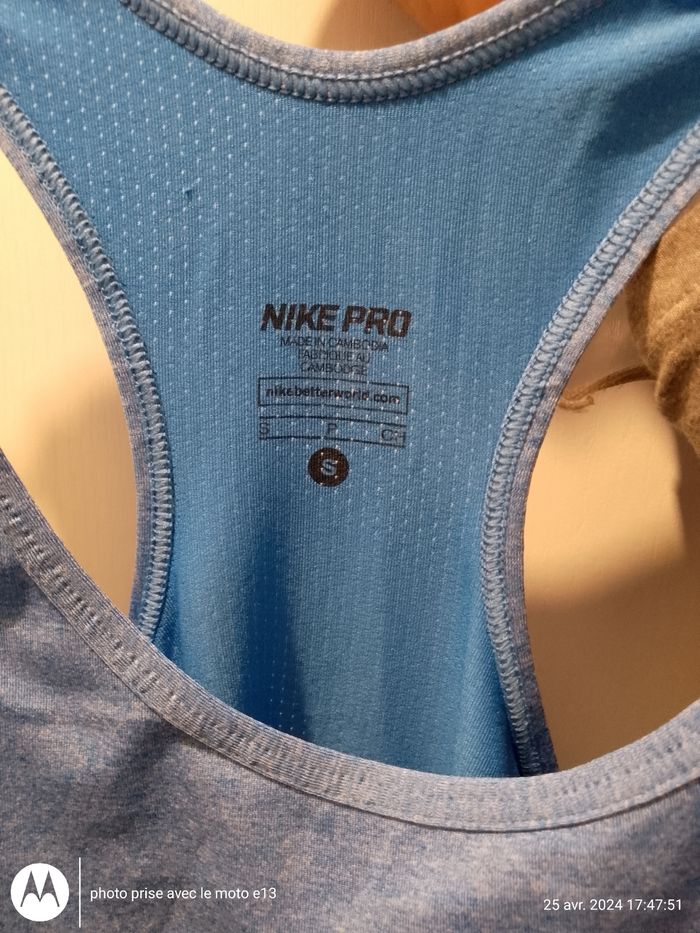 NIKE PRO
MADE IN CAMBODIA
FABRIQUE AU
CAMBODGE
nikebetterworld.com
S P CH
S
photo prise avec le moto e13
25 avr. 2024 17:47:51